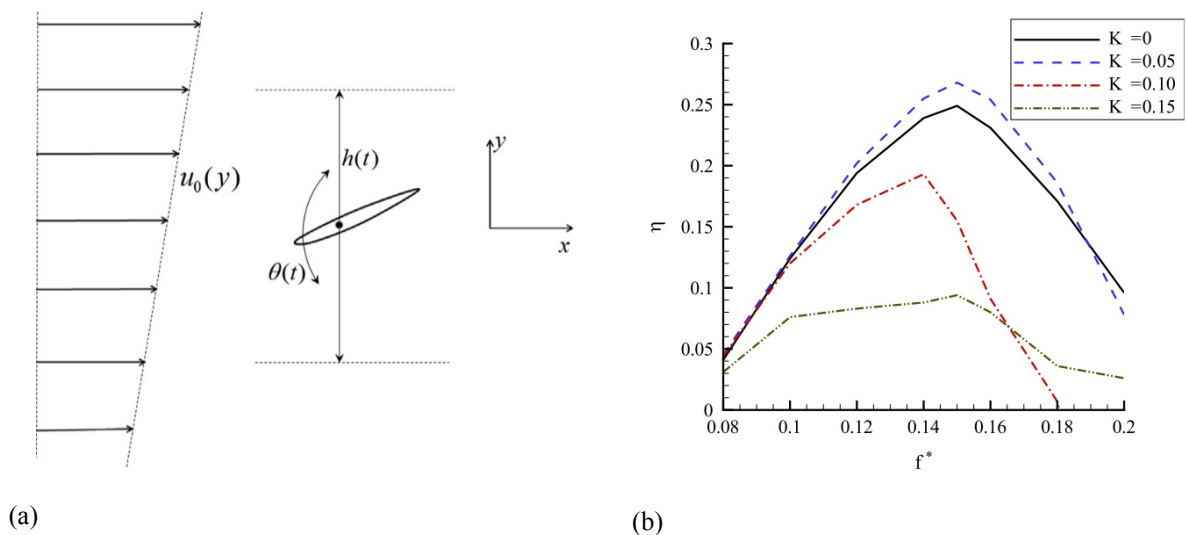 u₀(y)
h(t)
θ(t)
y
x
(a)
K =0
K =0.05
K =0.10
K =0.15
0.3
0.25
0.2
0.15
0.1
0.05
0
η
0.08 0.1 0.12 0.14 0.16 0.18 0.2
f*
(b)